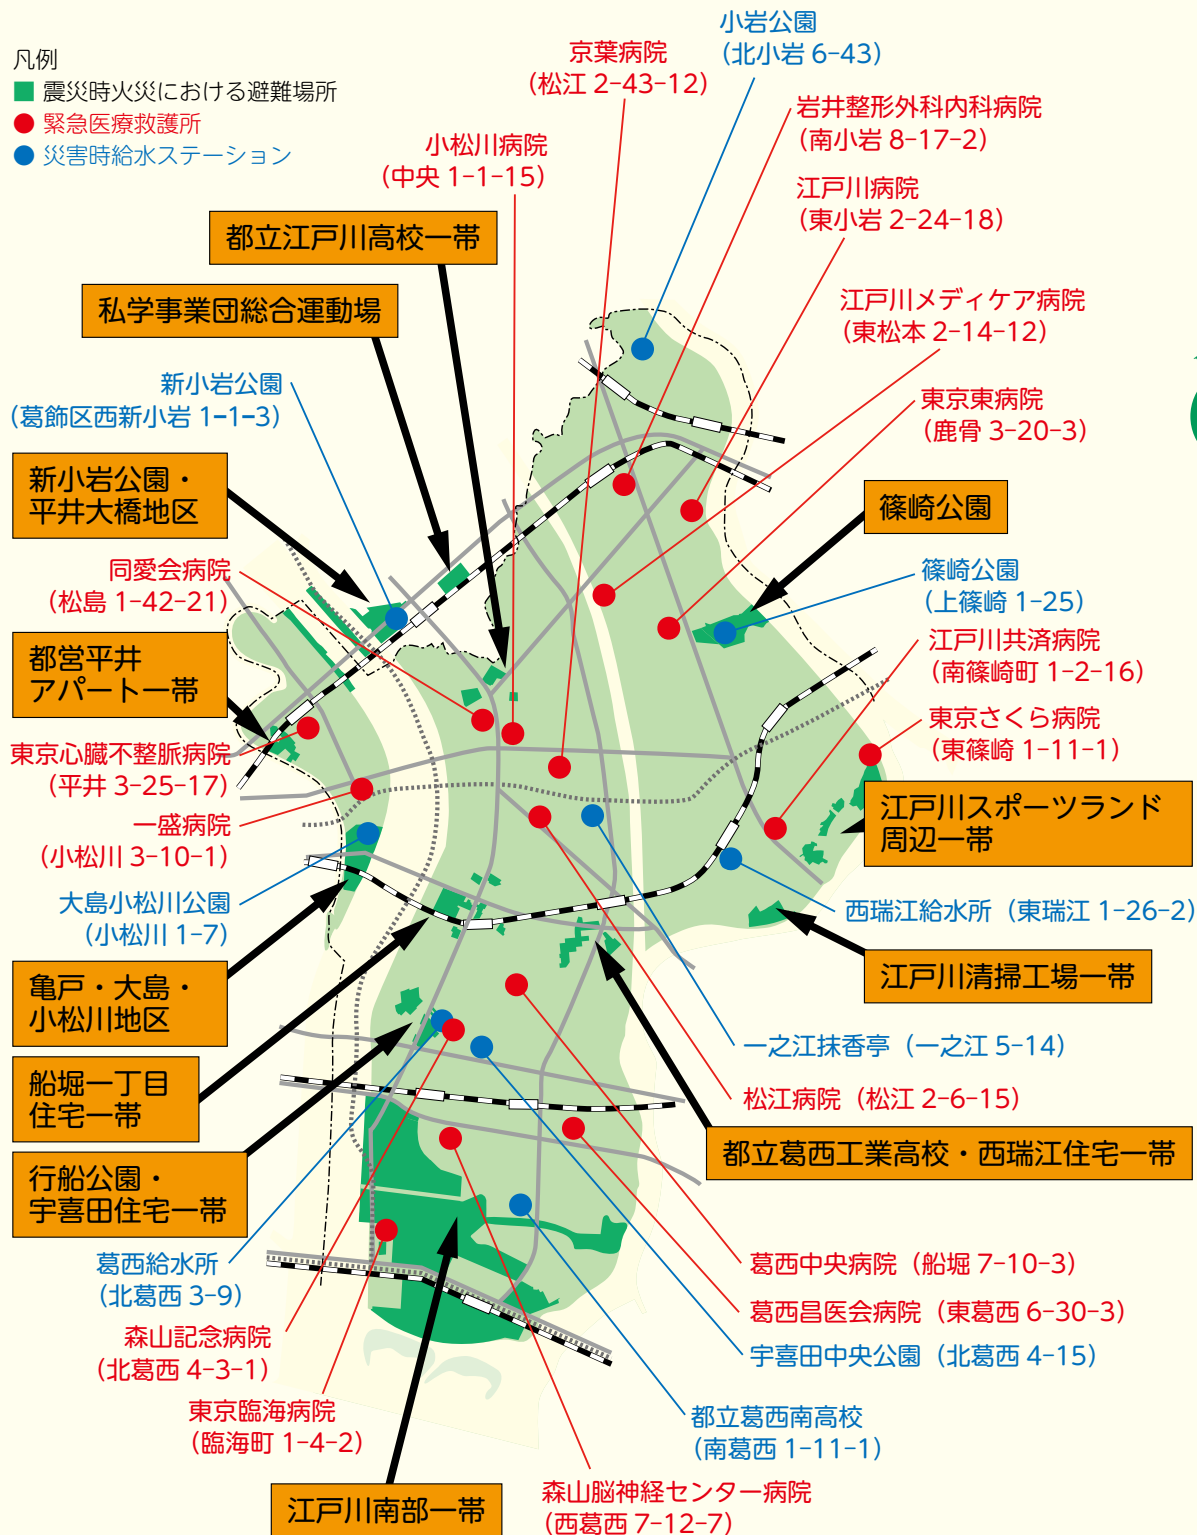 凡例
震災時火災における避難場所
緊急医療救護所
災害時給水ステーション
小岩公園
（北小岩 6-43）
京葉病院
（松江 2-43-12）
岩井整形外科内科病院
（南小岩 8-17-2）
小松川病院
（中央 1-1-15）
江戸川病院
（東小岩 2-24-18）
都立江戸川高校一帯
私学事業団総合運動場
江戸川メディケア病院
（東松本 2-14-12）
新小岩公園
（葛飾区西新小岩 1-1-3）
東京東病院
（鹿骨 3-20-3）
新小岩公園・
平井大橋地区
篠崎公園
同愛会病院
（松島 1-42-21）
篠崎公園
（上篠崎 1-25）
都営平井
アパート一帯
江戸川共済病院
（南篠崎町 1-2-16）
東京心臓不整脈病院
（平井 3-25-17）
東京さくら病院
（東篠崎 1-11-1）
一盛病院
（小松川 3-10-1）
江戸川スポーツランド
周辺一帯
大島小松川公園
（小松川 1-7）
西瑞江給水所（東瑞江 1-26-2）
亀戸・大島・
小松川地区
江戸川清掃工場一帯
船堀一丁目
住宅一帯
一之江抹香亭（一之江 5-14）
松江病院（松江 2-6-15）
行船公園・
宇喜田住宅一帯
都立葛西工業高校・西瑞江住宅一帯
葛西給水所
（北葛西 3-9）
葛西中央病院（船堀 7-10-3）
葛西昌医会病院（東葛西 6-30-3）
森山記念病院
（北葛西 4-3-1）
宇喜田中央公園（北葛西 4-15）
東京臨海病院
（臨海町 1-4-2）
都立葛西南高校
（南葛西 1-11-1）
江戸川南部一帯
森山脳神経センター病院
（西葛西 7-12-7）